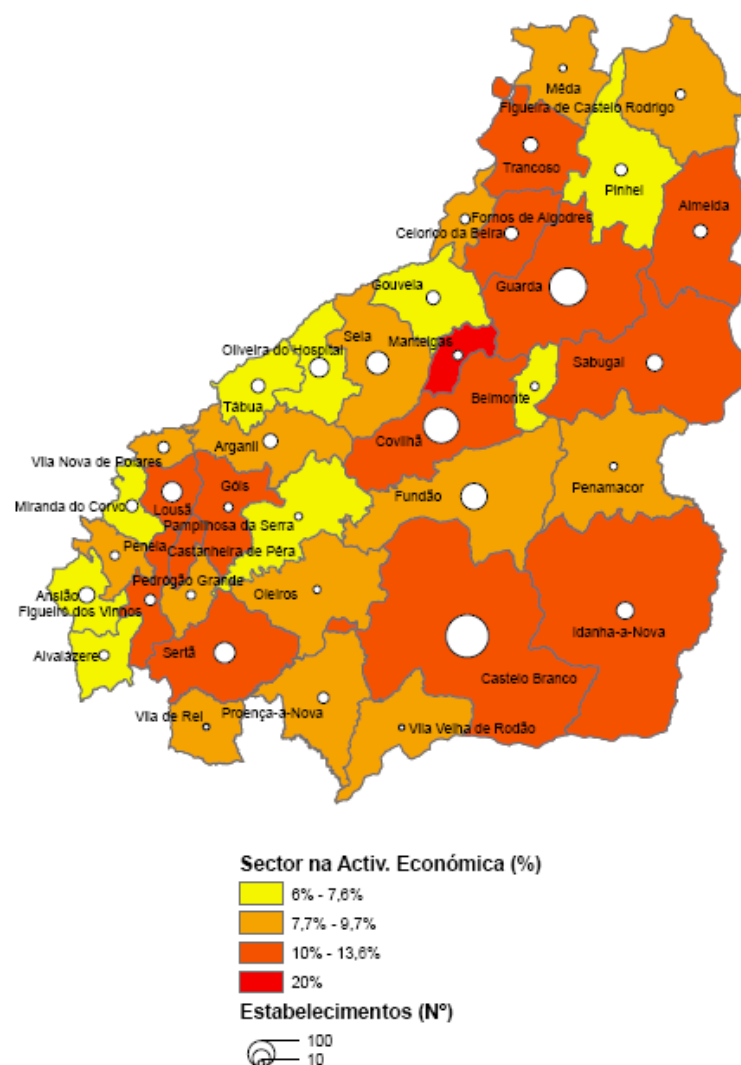 Mêda
Figueira de Castelo Rodrigo
Trancoso
Pinhel
Almeida
Fornos de Algodres
Celorico da Beira
Gouveia
Guarda
Seia
Manteigas
Oliveira do Hospital
Sabugal
Belmonte
Tábua
Covilhã
Arganil
Vila Nova de Poiares
Góis
Fundão
Penamacor
Miranda do Corvo
Lousã
Pampilhosa da Serra
Penela
Castanheira de Pêra
Pedrógão Grande
Ansião
Oleiros
Figueiró dos Vinhos
Idanha-a-Nova
Alvaiázere
Sertã
Castelo Branco
Vila de Rei
Proença-a-Nova
Vila Velha de Rodão
Sector na Activ. Económica (%)
6% - 7,6%
7,7% - 9,7%
10% - 13,6%
20%
Estabelecimentos (Nº)
100
10